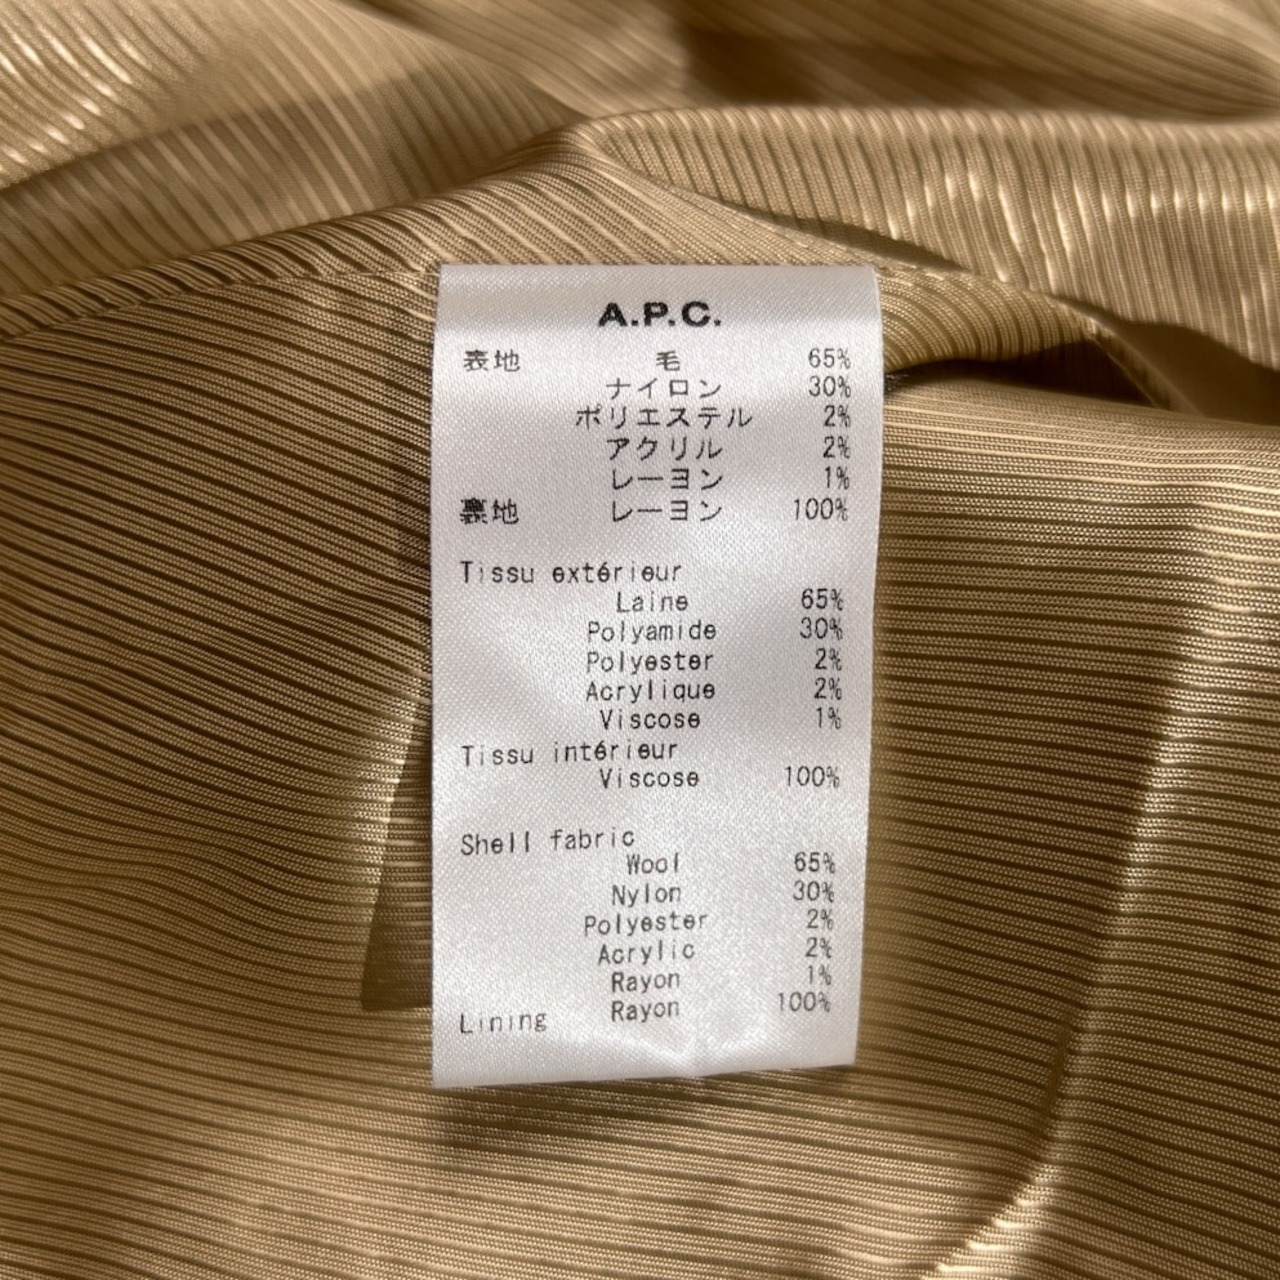 A.P.C.
表地 毛 65%
ナイロン 30%
ポリエステル 2%
アクリル 2%
レーヨン 1%
裏地 レーヨン 100%
Tissu extérieur
Laine 65%
Polyamide 30%
Polyester 2%
Acrylique 2%
Viscose 1%
Tissu intérieur
Viscose 100%
Shell fabric
Wool 65%
Nylon 30%
Polyester 2%
Acrylic 2%
Rayon 1%
Lining Rayon 100%